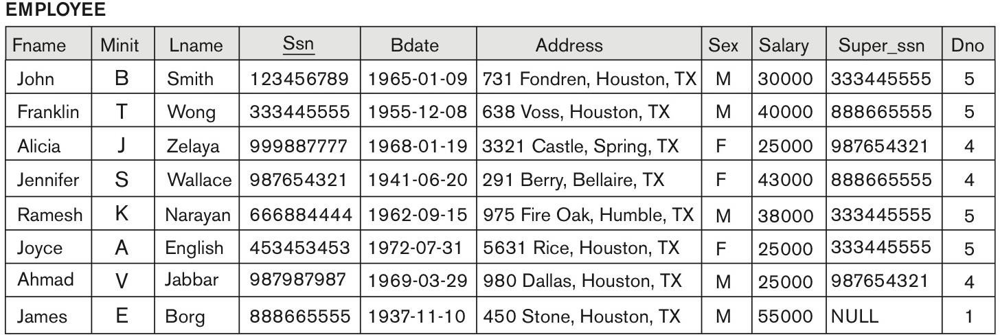 EMPLOYEE
Fname Minit Lname Ssn Bdate Address Sex Salary Super_ssn Dno
John B Smith 123456789 1965-01-09 731 Fondren, Houston, TX M 30000 333445555 5
Franklin T Wong 333445555 1955-12-08 638 Voss, Houston, TX M 40000 888665555 5
Alicia J Zelaya 999887777 1968-01-19 3321 Castle, Spring, TX F 25000 987654321 4
Jennifer S Wallace 987654321 1941-06-20 291 Berry, Bellaire, TX F 43000 888665555 4
Ramesh K Narayan 666884444 1962-09-15 975 Fire Oak, Humble, TX M 38000 333445555 5
Joyce A English 453453453 1972-07-31 5631 Rice, Houston, TX F 25000 333445555 5
Ahmad V Jabbar 987987987 1969-03-29 980 Dallas, Houston, TX M 25000 987654321 4
James E Borg 888665555 1937-11-10 450 Stone, Houston, TX M 55000 NULL 1